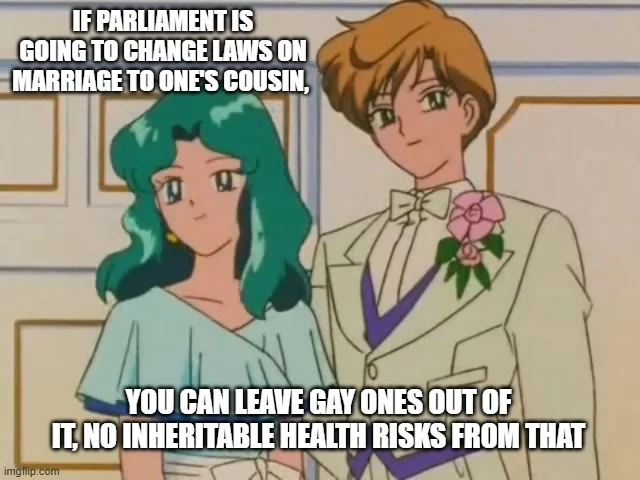 IF PARLIAMENT IS
GOING TO CHANGE LAWS ON
MARRIAGE TO ONE'S COUSIN,
YOU CAN LEAVE GAY ONES OUT OF
IT, NO INHERITABLE HEALTH RISKS FROM THAT
imgflip.com